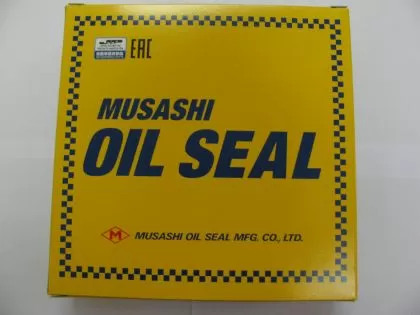 EAC
MUSASHI
OIL SEAL
M
MUSASHI OIL SEAL MFG. CO., LTD.